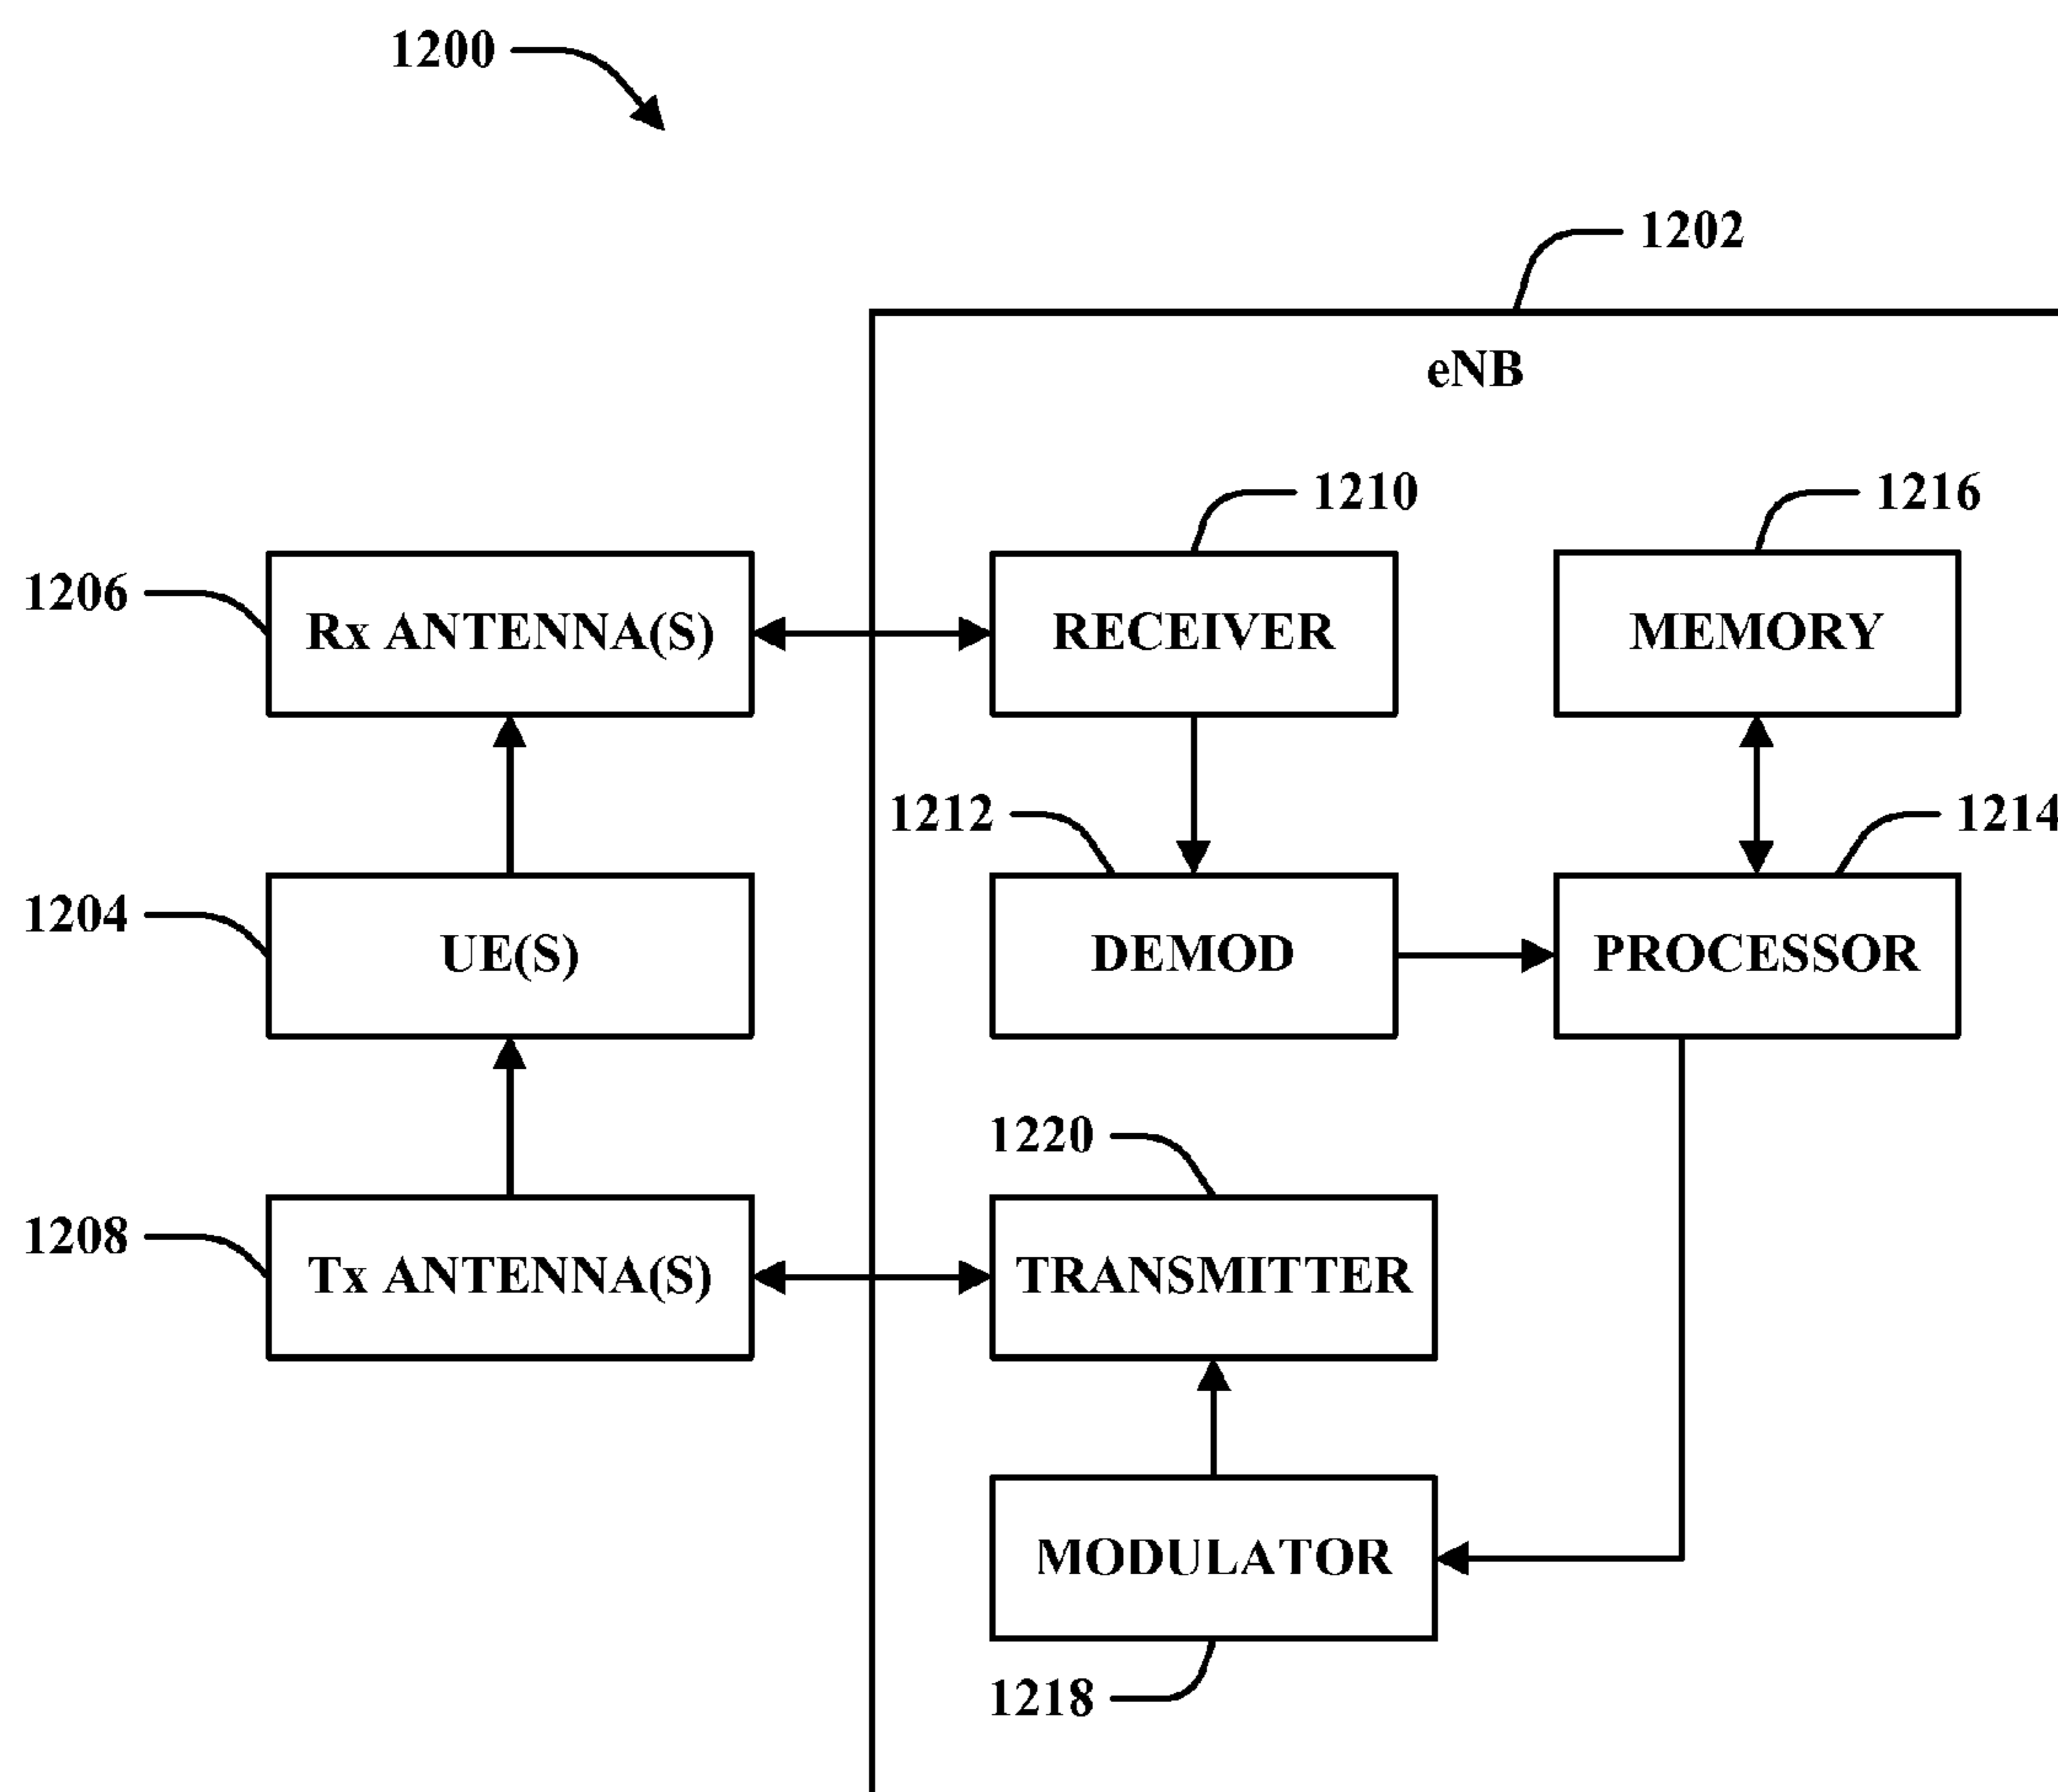 1200
1202
eNB
1210
1216
1206
Rx ANTENNA(S)
RECEIVER
MEMORY
1212
1214
1204
UE(S)
DEMOD
PROCESSOR
1220
1208
Tx ANTENNA(S)
TRANSMITTER
MODULATOR
1218